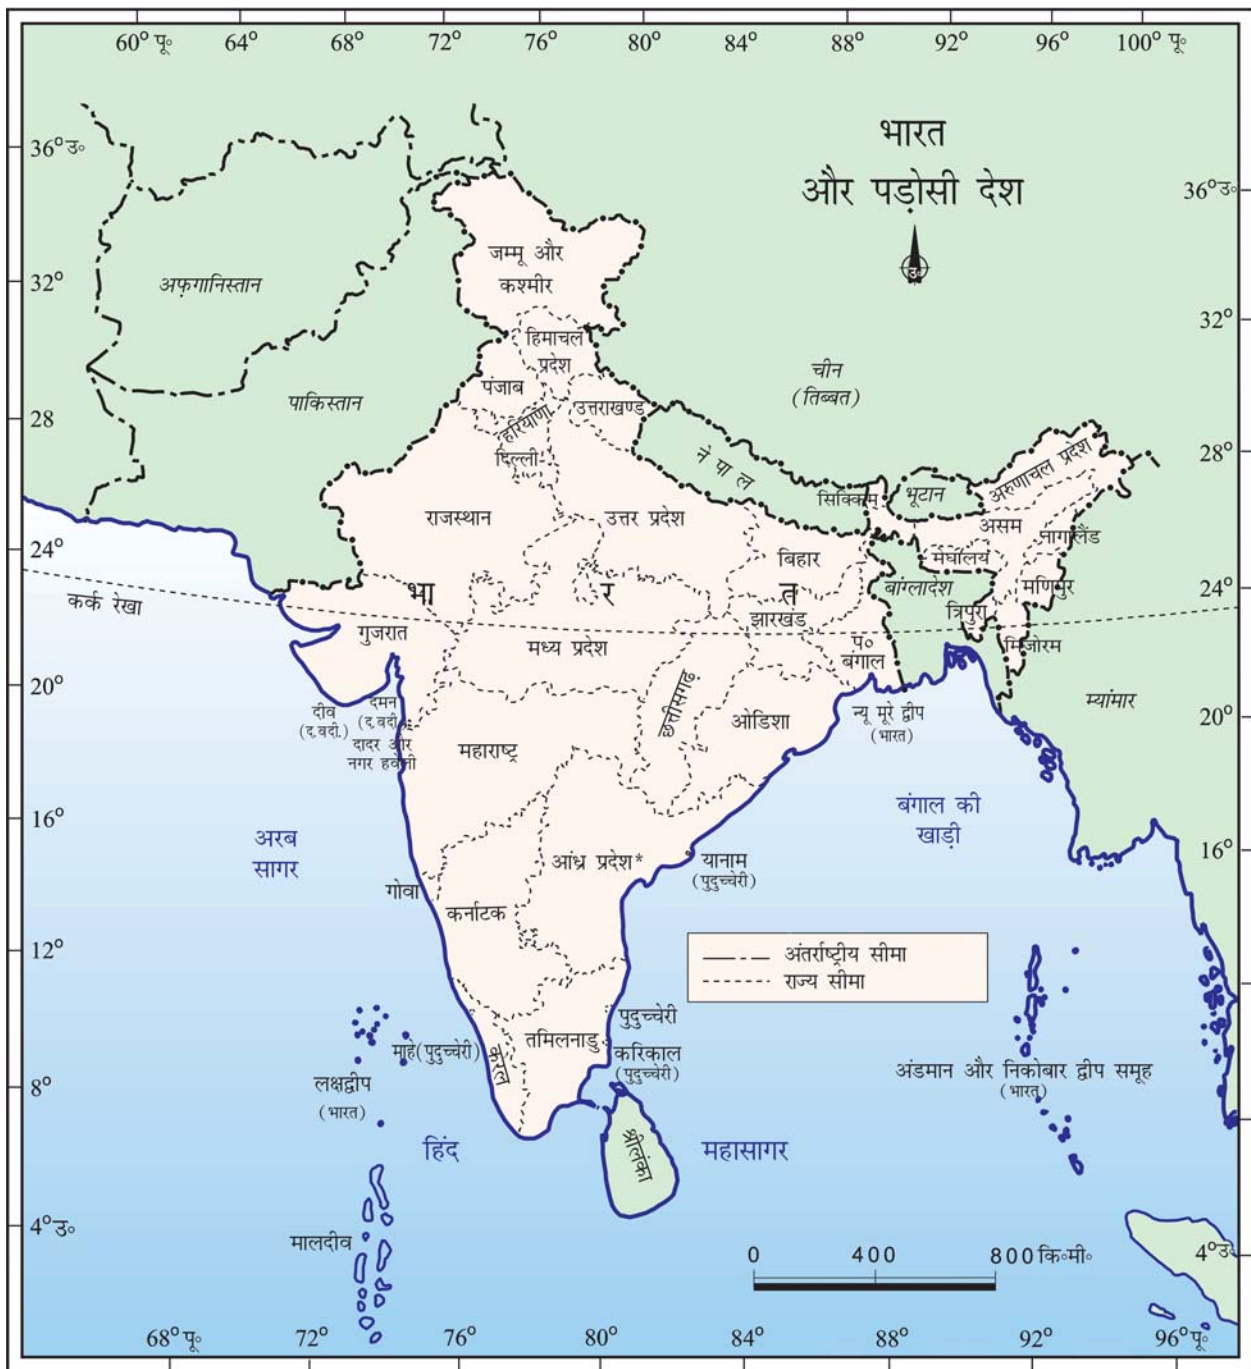 60° पू॰ 64° 68° 72° 76° 80° 84° 88° 92° 96° 100° पू॰
भारत
और पड़ोसी देश
उ॰
36° उ॰
36° उ॰
32°
32°
28
28°
24°
24°
20°
20°
16°
16°
12°
8°
4° उ॰
4° उ॰
जम्मू और
कश्मीर
अफ़गानिस्तान
हिमाचल
प्रदेश
चीन
(तिब्बत)
पाकिस्तान
पंजाब
उत्तराखण्ड
हरियाणा
दिल्ली
नेपाल
सिक्किम
भूटान
अरुणाचल प्रदेश
राजस्थान
उत्तर प्रदेश
असम
नागालैंड
बिहार
मेघालय
भा र त
बांग्लादेश
मणिपुर
कर्क रेखा
त्रिपुरा
झारखंड
गुजरात
मध्य प्रदेश
प॰
बंगाल
मिजोरम
छत्तीसगढ़
म्यांमार
दीव
(द.वदी.)
दमन
(द.वदी.
दादर और
नगर हवेली
ओडिशा
न्यू मूरे द्वीप
(भारत)
महाराष्ट्र
बंगाल की
खाड़ी
अरब
सागर
आंध्र प्रदेश*
यानाम
(पुदुच्चेरी)
गोवा
कर्नाटक
अंतर्राष्ट्रीय सीमा
राज्य सीमा
पुदुच्चेरी
तमिलनाडु
माहे(पुदुच्चेरी)
केरल
करिकाल
(पुदुच्चेरी)
लक्षद्वीप
(भारत)
अंडमान और निकोबार द्वीप समूह
(भारत)
हिंद
महासागर
श्रीलंका
मालदीव
0 400 800 कि॰मी॰
68° पू॰ 72° 76° 80° 84° 88° 92° 96° पू॰